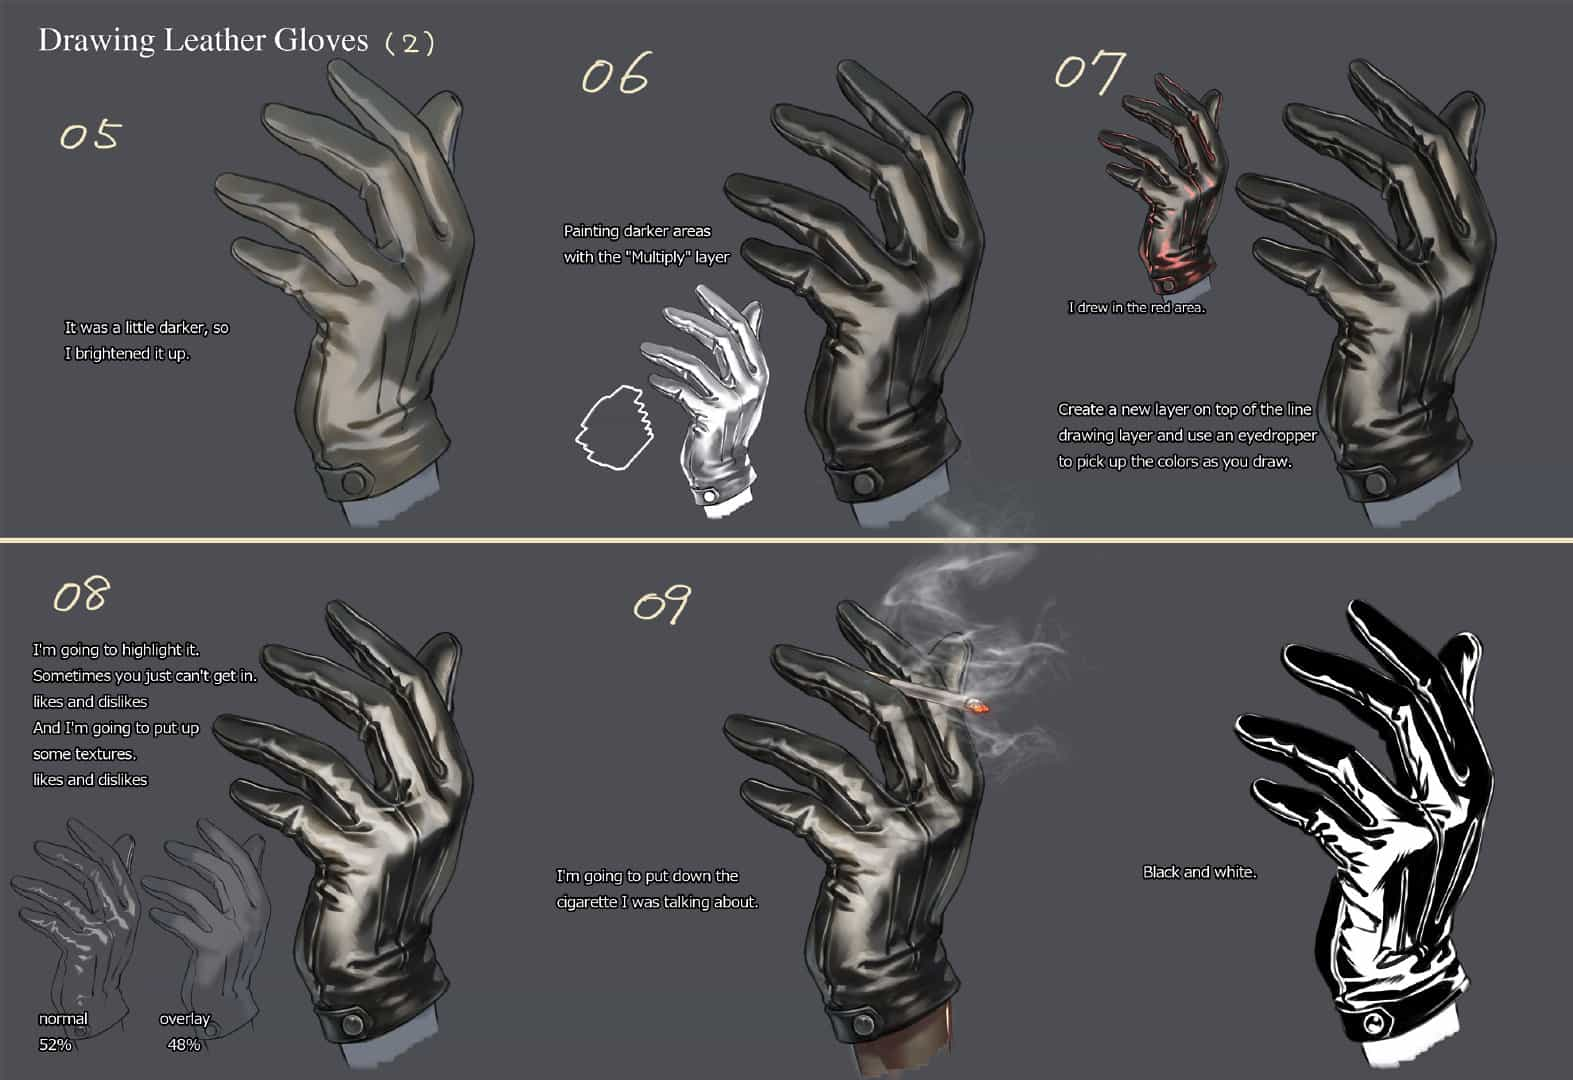 Drawing Leather Gloves (2)
05
It was a little darker, so
I brightened it up.
06
Painting darker areas
with the "Multiply" layer
07
I drew in the red area.
Create a new layer on top of the line
drawing layer and use an eyedropper
to pick up the colors as you draw.
08
I'm going to highlight it.
Sometimes you just can't get in.
likes and dislikes
And I'm going to put up
some textures.
likes and dislikes
normal
52%
overlay
48%
09
I'm going to put down the
cigarette I was talking about.
Black and white.